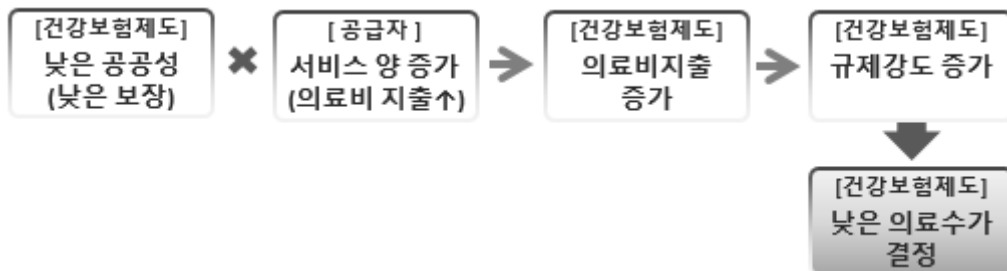 [건강보험제도]
낮은 공공성
(낮은 보장)
[공급자]
서비스 양 증가
(의료비 지출↑)
[건강보험제도]
의료비지출
증가
[건강보험제도]
규제강도 증가
[건강보험제도]
낮은 의료수가
결정